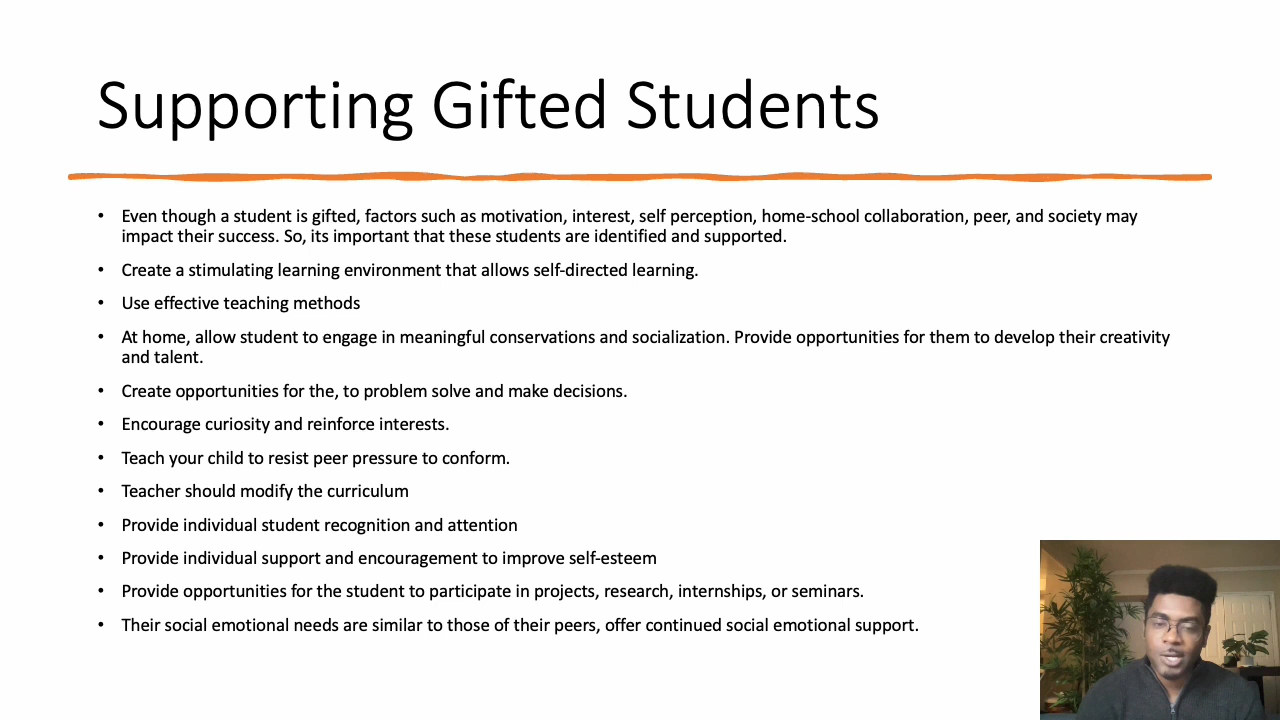 Supporting Gifted Students
• Even though a student is gifted, factors such as motivation, interest, self perception, home-school collaboration, peer, and society may
impact their success. So, its important that these students are identified and supported.
• Create a stimulating learning environment that allows self-directed learning.
• Use effective teaching methods
• At home, allow student to engage in meaningful conservations and socialization. Provide opportunities for them to develop their creativity
and talent.
• Create opportunities for the, to problem solve and make decisions.
• Encourage curiosity and reinforce interests.
• Teach your child to resist peer pressure to conform.
• Teacher should modify the curriculum
• Provide individual student recognition and attention
• Provide individual support and encouragement to improve self-esteem
• Provide opportunities for the student to participate in projects, research, internships, or seminars.
• Their social emotional needs are similar to those of their peers, offer continued social emotional support.